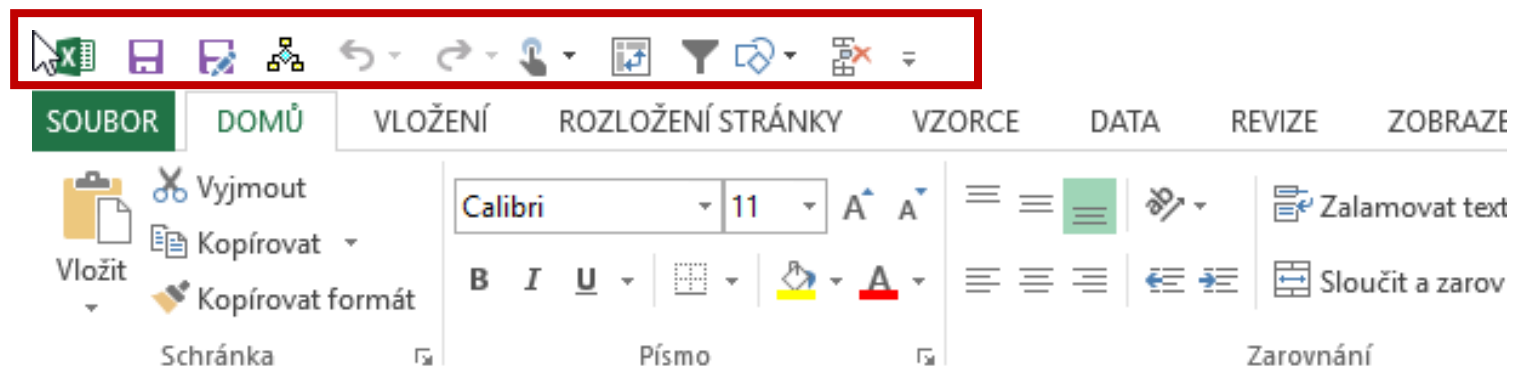 SOUBOR DOMŮ VLOŽENÍ ROZLOŽENÍ STRÁNKY VZORCE DATA REVIZE ZOBRAZE
Vyjmout
Calibri 11
Zalamovat text
Kopírovat
Vložit
B I U A
Sloučit a zarov
Kopírovat formát
Schránka Písmo Zarovnání